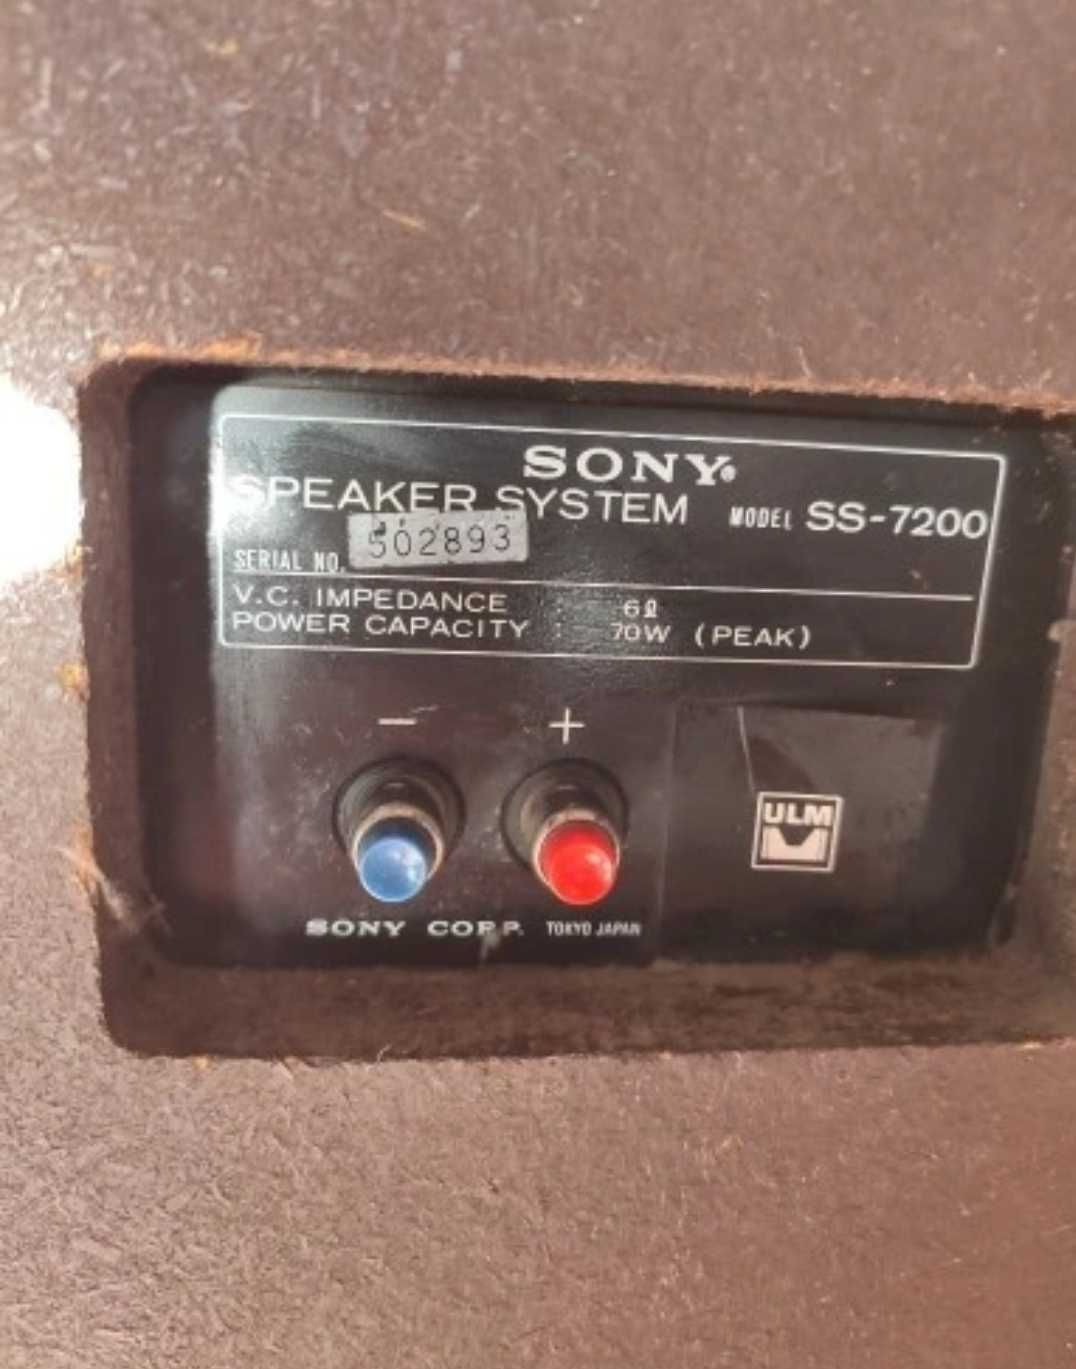 SONY®
SPEAKER SYSTEM MODEL SS-7200
SERIAL NO. 502893
V.C. IMPEDANCE : 6Ω
POWER CAPACITY : 70W (PEAK)
− +
ULM
SONY CORP. TOKYO JAPAN